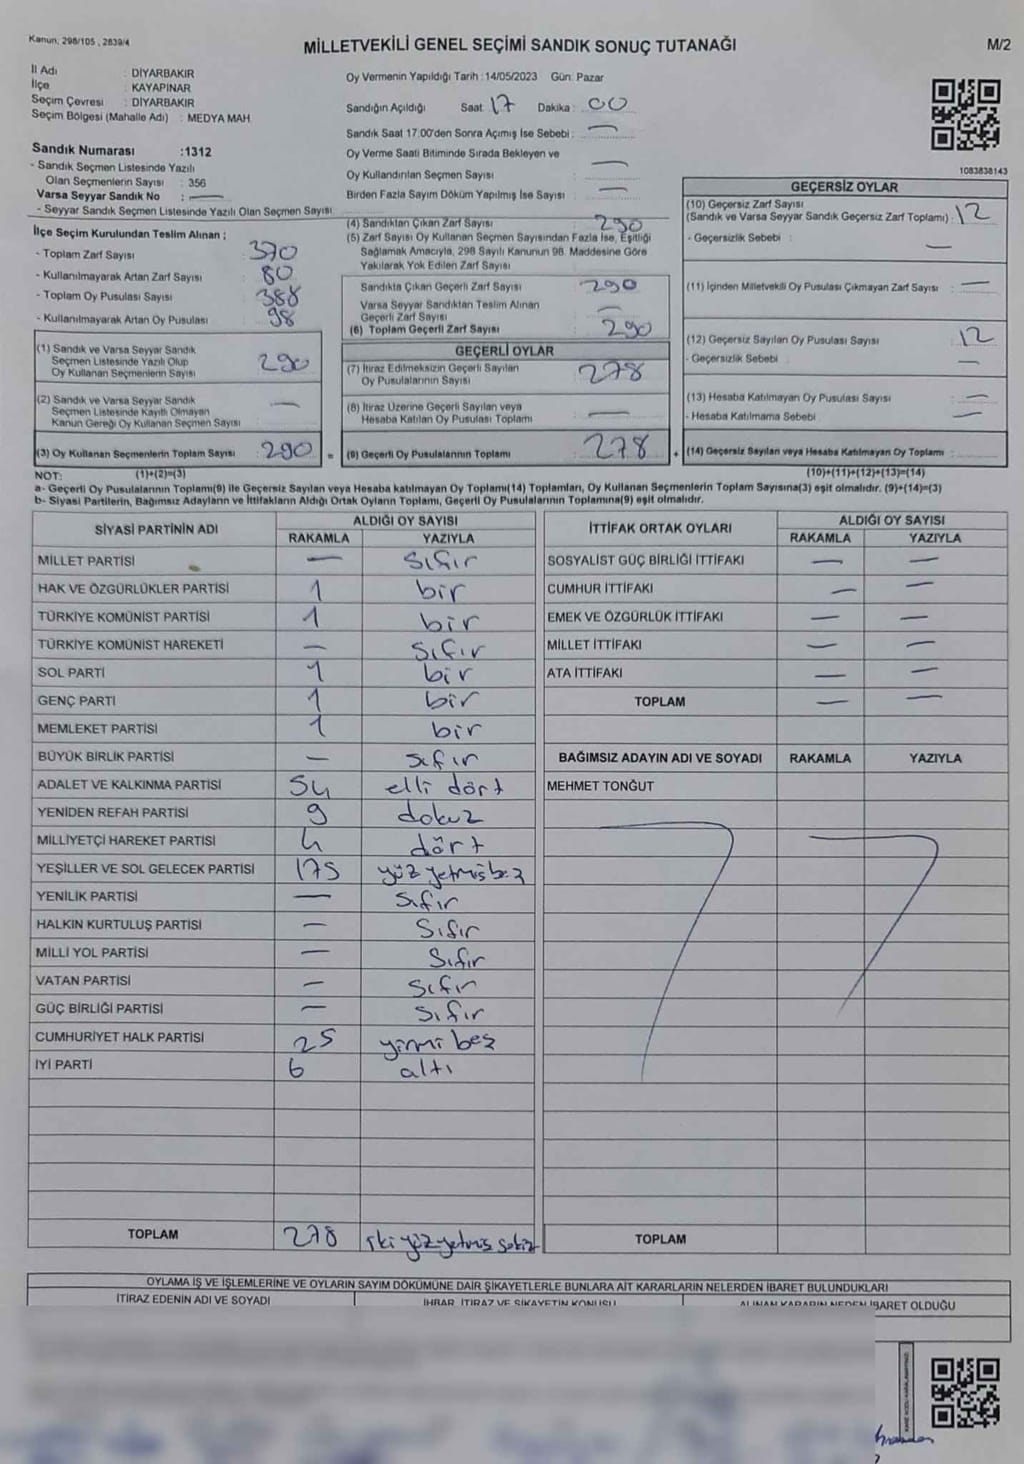 Kanun, 298/105 , 2839/4
MİLLETVEKİLİ GENEL SEÇİMİ SANDIK SONUÇ TUTANAĞI
M/2
İl Adı : DİYARBAKIR
İlçe : KAYAPINAR
Seçim Çevresi : DİYARBAKIR
Seçim Bölgesi (Mahalle Adı) : MEDYA MAH.
Sandık Numarası :1312
- Sandık Seçmen Listesinde Yazılı
Olan Seçmenlerin Sayısı : 356
Varsa Seyyar Sandık No : —
- Seyyar Sandık Seçmen Listesinde Yazılı Olan Seçmen Sayısı :
İlçe Seçim Kurulundan Teslim Alınan ;
- Toplam Zarf Sayısı 370
- Kullanılmayarak Artan Zarf Sayısı 80
- Toplam Oy Pusulası Sayısı 388
- Kullanılmayarak Artan Oy Pusulası 98
(1) Sandık ve Varsa Seyyar Sandık
Seçmen Listesinde Yazılı Olup
Oy Kullanan Seçmenlerin Sayısı 290
(2) Sandık ve Varsa Seyyar Sandık
Seçmen Listesinde Kayıtlı Olmayan
Kanun Gereği Oy Kullanan Seçmen Sayısı —
(3) Oy Kullanan Seçmenlerin Toplam Sayısı 290 =
Oy Vermenin Yapıldığı Tarih :14/05/2023 Gün: Pazar
Sandığın Açıldığı Saat: 17 Dakika : 00
Sandık Saat 17:00'den Sonra Açımış İse Sebebi : —
Oy Verme Saati Bitiminde Sırada Bekleyen ve
Oy Kullandırılan Seçmen Sayısı —
Birden Fazla Sayım Döküm Yapılmış İse Sayısı —
(4) Sandıktan Çıkan Zarf Sayısı 290
(5) Zarf Sayısı Oy Kullanan Seçmen Sayısından Fazla İse, Eşitliği
Sağlamak Amacıyla, 298 Sayılı Kanunun 98. Maddesine Göre
Yakılarak Yok Edilen Zarf Sayısı
Sandıkta Çıkan Geçerli Zarf Sayısı 290
Varsa Seyyar Sandıktan Teslim Alınan
Geçerli Zarf Sayısı —
(6) Toplam Geçerli Zarf Sayısı 290
GEÇERLİ OYLAR
(7) İtiraz Edilmeksizin Geçerli Sayılan
Oy Pusulalarının Sayısı 278
(8) İtiraz Üzerine Geçerli Sayılan veya
Hesaba Katılan Oy Pusulası Toplamı —
(9) Geçerli Oy Pusulalarının Toplamı 278 +
1083838143
GEÇERSİZ OYLAR
(10) Geçersiz Zarf Sayısı
(Sandık ve Varsa Seyyar Sandık Geçersiz Zarf Toplamı) : 12
- Geçersizlik Sebebi : —
(11) İçinden Milletvekili Oy Pusulası Çıkmayan Zarf Sayısı : —
(12) Geçersiz Sayılan Oy Pusulası Sayısı : 12
- Geçersizlik Sebebi : —
(13) Hesaba Katılmayan Oy Pusulası Sayısı : —
- Hesaba Katılmama Sebebi : —
(14) Geçersiz Sayılan veya Hesaba Katılmayan Oy Toplamı :
NOT: (1)+(2)=(3) (10)+(11)+(12)+(13)=(14)
a- Geçerli Oy Pusulalarının Toplamı(9) ile Geçersiz Sayılan veya Hesaba katılmayan Oy Toplamı(14) Toplamları, Oy Kullanan Seçmenlerin Toplam Sayısına(3) eşit olmalıdır. (9)+(14)=(3)
b- Siyasi Partilerin, Bağımsız Adayların ve İttifakların Aldığı Ortak Oyların Toplamı, Geçerli Oy Pusulalarının Toplamına(9) eşit olmalıdır.
SİYASİ PARTİNİN ADI ALDIĞI OY SAYISI
RAKAMLA YAZIYLA
MİLLET PARTİSİ — sıfır
HAK VE ÖZGÜRLÜKLER PARTİSİ 1 bir
TÜRKİYE KOMÜNİST PARTİSİ 1 bir
TÜRKİYE KOMÜNİST HAREKETİ — sıfır
SOL PARTİ 1 bir
GENÇ PARTİ 1 bir
MEMLEKET PARTİSİ 1 bir
BÜYÜK BİRLİK PARTİSİ — sıfır
ADALET VE KALKINMA PARTİSİ 54 elli dört
YENİDEN REFAH PARTİSİ 9 dokuz
MİLLİYETÇİ HAREKET PARTİSİ 4 dört
YEŞİLLER VE SOL GELECEK PARTİSİ 175 yüz yetmiş beş
YENİLİK PARTİSİ — sıfır
HALKIN KURTULUŞ PARTİSİ — sıfır
MİLLİ YOL PARTİSİ — sıfır
VATAN PARTİSİ — sıfır
GÜÇ BİRLİĞİ PARTİSİ — sıfır
CUMHURİYET HALK PARTİSİ 25 yirmi beş
İYİ PARTİ 6 altı
TOPLAM 278 iki yüz yetmiş sekiz
İTTİFAK ORTAK OYLARI ALDIĞI OY SAYISI
RAKAMLA YAZIYLA
SOSYALİST GÜÇ BİRLİĞİ İTTİFAKI — —
CUMHUR İTTİFAKI — —
EMEK VE ÖZGÜRLÜK İTTİFAKI — —
MİLLET İTTİFAKI — —
ATA İTTİFAKI — —
TOPLAM — —
BAĞIMSIZ ADAYIN ADI VE SOYADI RAKAMLA YAZIYLA
MEHMET TONĞUT
TOPLAM
OYLAMA İŞ VE İŞLEMLERİNE VE OYLARIN SAYIM DÖKÜMÜNE DAİR ŞİKAYETLERLE BUNLARA AİT KARARLARIN NELERDEN İBARET BULUNDUKLARI
İTİRAZ EDENİN ADI VE SOYADI
İHBAR, İTİRAZ VE ŞİKAYETİN KONUSU
ALINAN KARARIN NEDEN İBARET OLDUĞU